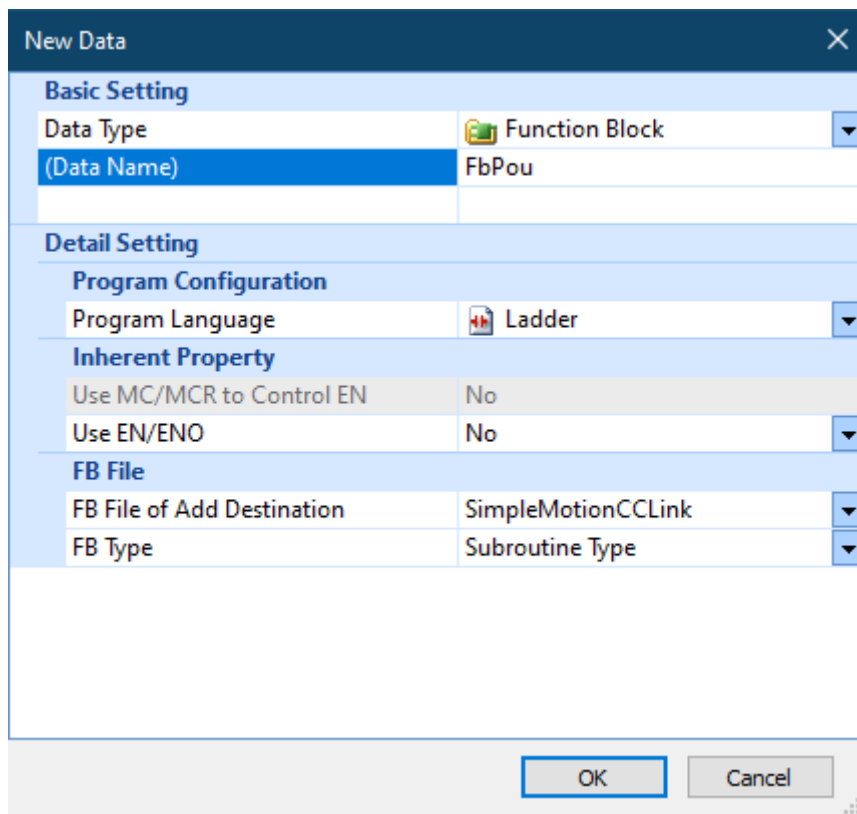 New Data
Basic Setting
Data Type Function Block
(Data Name) FbPou
Detail Setting
Program Configuration
Program Language Ladder
Inherent Property
Use MC/MCR to Control EN No
Use EN/ENO No
FB File
FB File of Add Destination SimpleMotionCCLink
FB Type Subroutine Type
OK Cancel